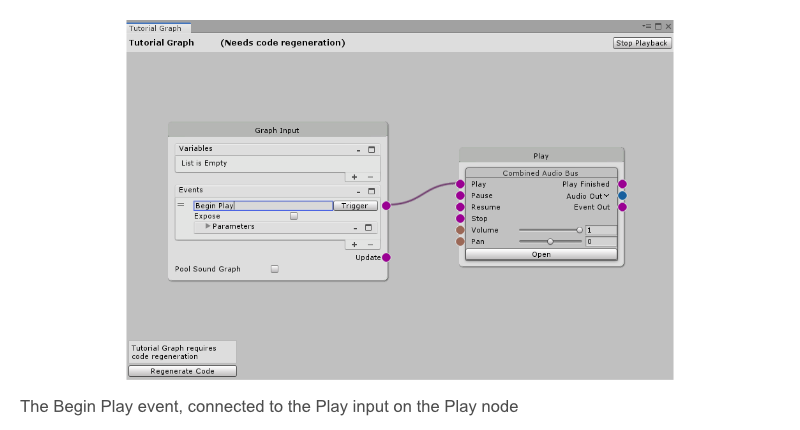 Tutorial Graph
Tutorial Graph (Needs code regeneration) Stop Playback
Graph Input
Variables
List is Empty
Events
Begin Play Trigger
Expose
Parameters
Update
Pool Sound Graph
Play
Combined Audio Bus
Play Play Finished
Pause Audio Out
Resume Event Out
Stop
Volume 1
Pan 0
Open
Tutorial Graph requires
code regeneration
Regenerate Code
The Begin Play event, connected to the Play input on the Play node